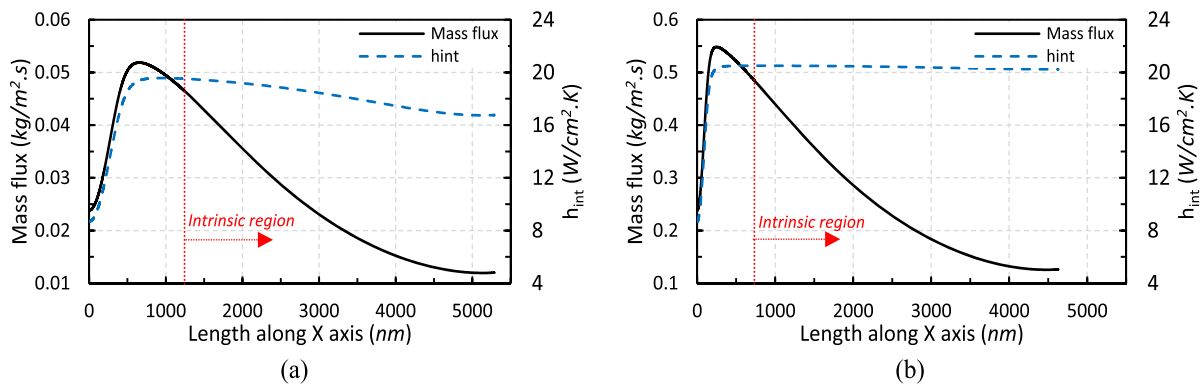 0.06
0.05
0.04
0.03
0.02
0.01
Mass flux (kg/m².s)
24
20
16
12
8
4
h_int (W/cm².K)
Mass flux
hint
Intrinsic region
0 1000 2000 3000 4000 5000
Length along X axis (nm)
(a)
0.6
0.5
0.4
0.3
0.2
0.1
Mass flux (kg/m².s)
24
20
16
12
8
4
h_int (W/cm².K)
Mass flux
hint
Intrinsic region
0 1000 2000 3000 4000 5000
Length along X axis (nm)
(b)